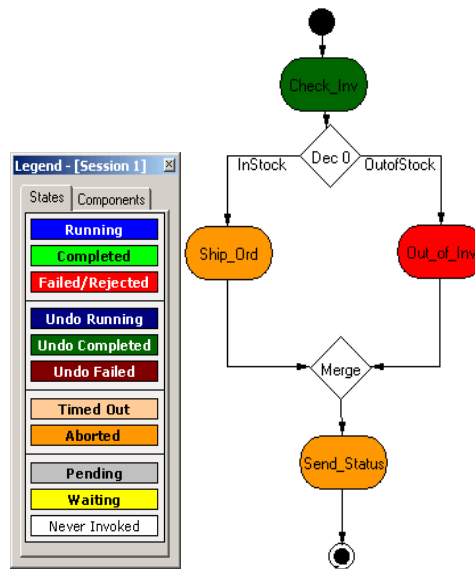 Check_Inv
Dec 0
InStock
OutofStock
Legend - [Session 1]
States
Components
Running
Completed
Failed/Rejected
Undo Running
Undo Completed
Undo Failed
Timed Out
Aborted
Pending
Waiting
Never Invoked
Ship_Ord
Out_of_Inv
Merge
Send_Status